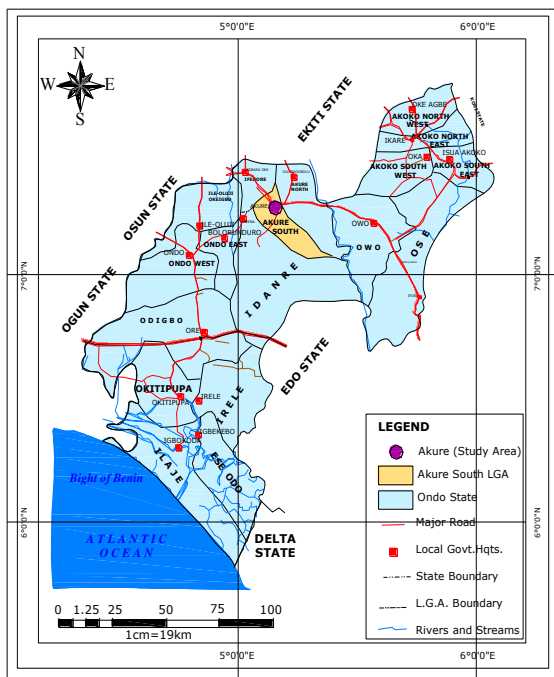 5°0'0"E
6°0'0"E
N
W
E
S
EKITI STATE
OSUN STATE
OGUN STATE
EDO STATE
DELTA
STATE
KOGI STATE
OKE AGBE
AKOKO NORTH
WEST
AKOKO NORTH
EAST
IKARE
OKA
ISUA AKOKO
AKOKO SOUTH
WEST
AKOKO SOUTH
EAST
IFEDORE
AKURE
NORTH
ILE-OLUJI
OKEIGBO
AKURE
AKURE
SOUTH
ILE-OLUJI
BOLORUNDURO
ONDO EAST
ONDO
ONDO WEST
OWO
OWO
OSE
IDANRE
7°0'0"N
7°0'0"N
ODIGBO
ORE
OKITIPUPA
OKITIPUPA
IRELE
IRELE
IGBEKEBO
IGBOKODA
ILAJE
ESE ODO
Bight of Benin
ATLANTIC
OCEAN
6°0'0"N
6°0'0"N
LEGEND
Akure (Study Area)
Akure South LGA
Ondo State
Major Road
Local Govt.Hqts.
State Boundary
L.G.A. Boundary
Rivers and Streams
0 1.25 25 50 75 100
1cm=19km
5°0'0"E
6°0'0"E